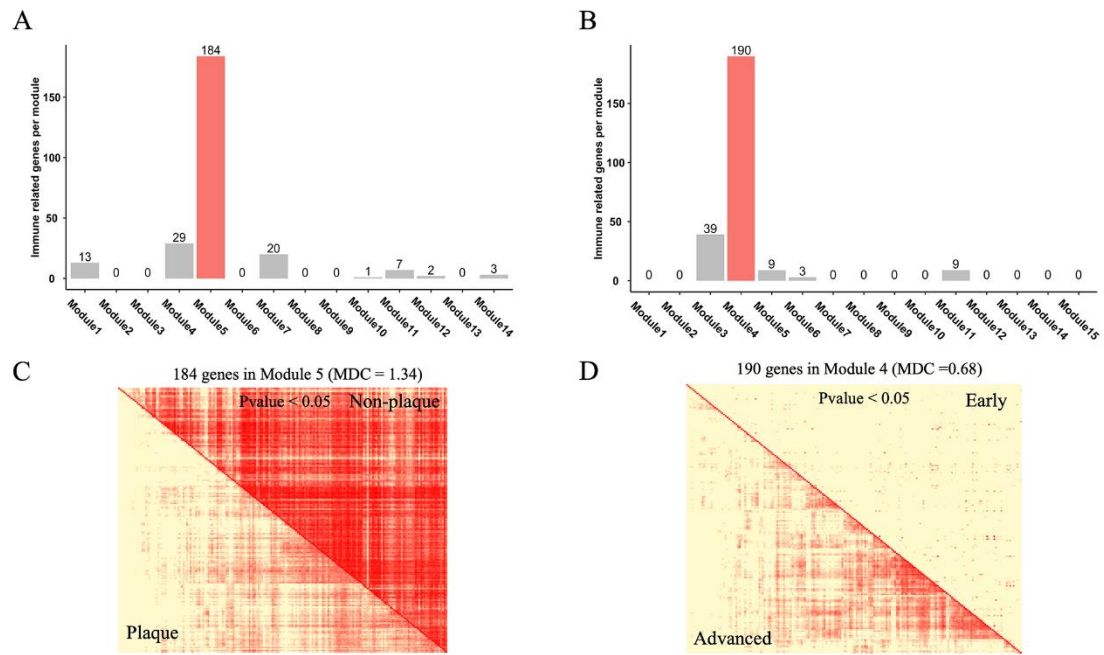 A
Immune related genes per module
150
100
50
0
13
0
0
29
184
0
20
0
0
1
7
2
0
3
Module1
Module2
Module3
Module4
Module5
Module6
Module7
Module8
Module9
Module10
Module11
Module12
Module13
Module14
B
Immune related genes per module
150
100
50
0
0
0
39
190
9
3
0
0
0
0
9
0
0
0
0
Module1
Module2
Module3
Module4
Module5
Module6
Module7
Module8
Module9
Module10
Module11
Module12
Module13
Module14
Module15
C
184 genes in Module 5 (MDC = 1.34)
Pvalue < 0.05
Non-plaque
Plaque
D
190 genes in Module 4 (MDC =0.68)
Pvalue < 0.05
Early
Advanced